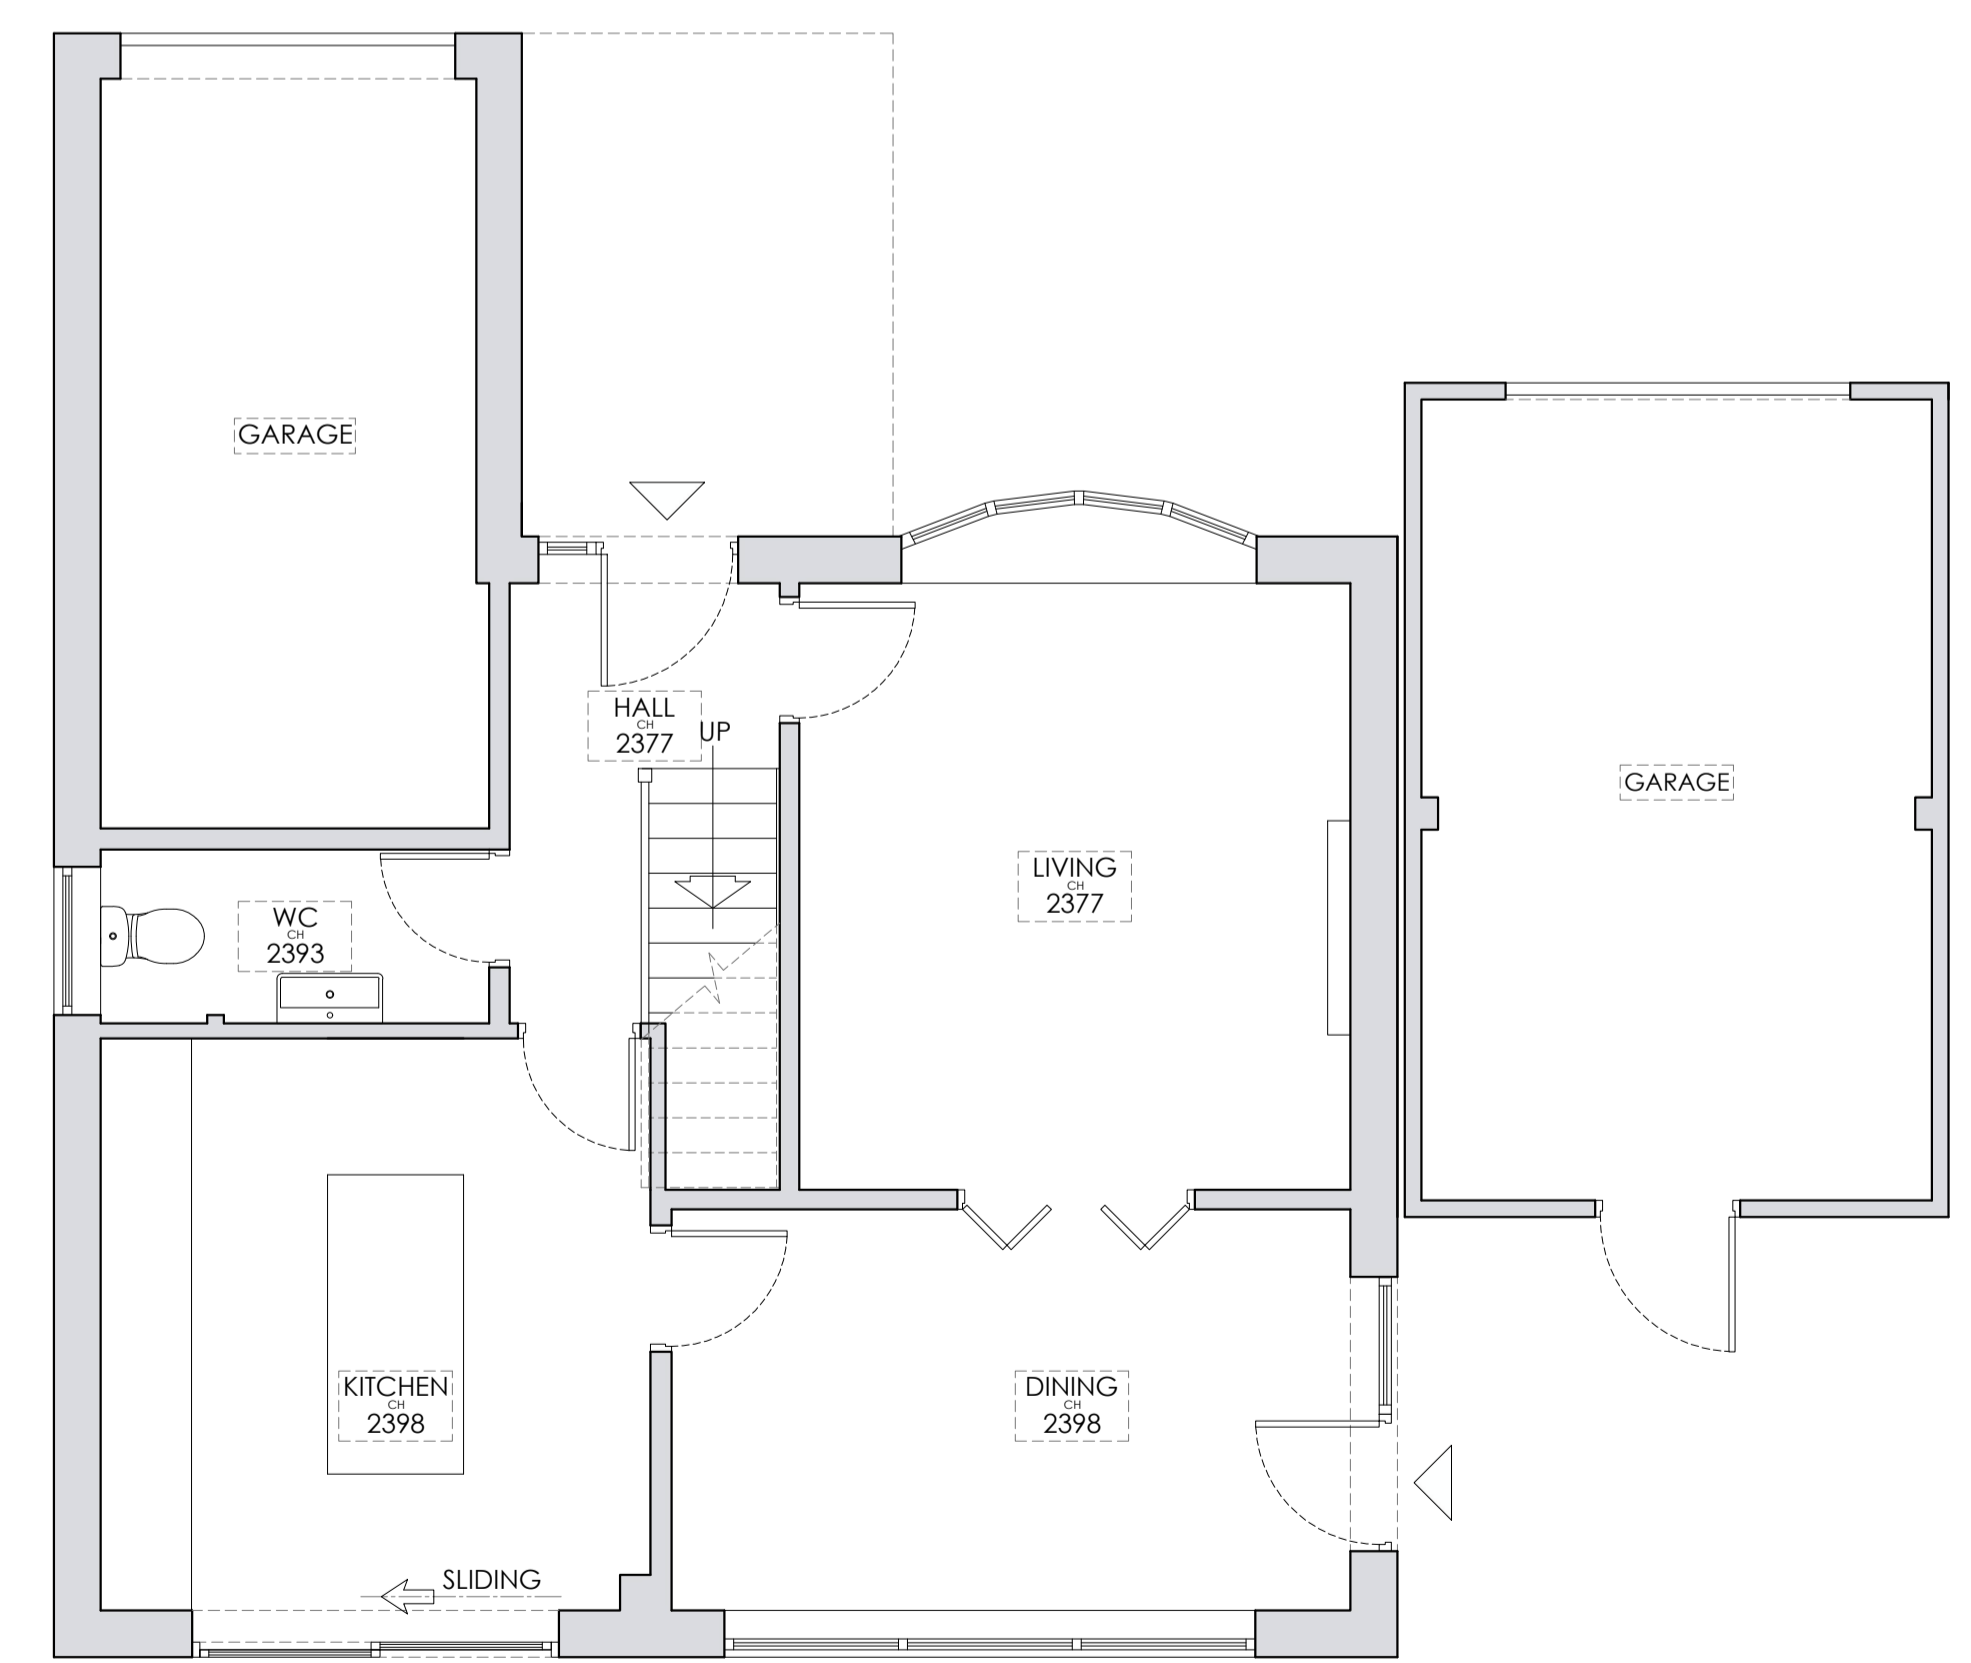 GARAGE
HALL
CH
2377
UP
GARAGE
LIVING
CH
2377
WC
CH
2393
KITCHEN
CH
2398
DINING
CH
2398
SLIDING